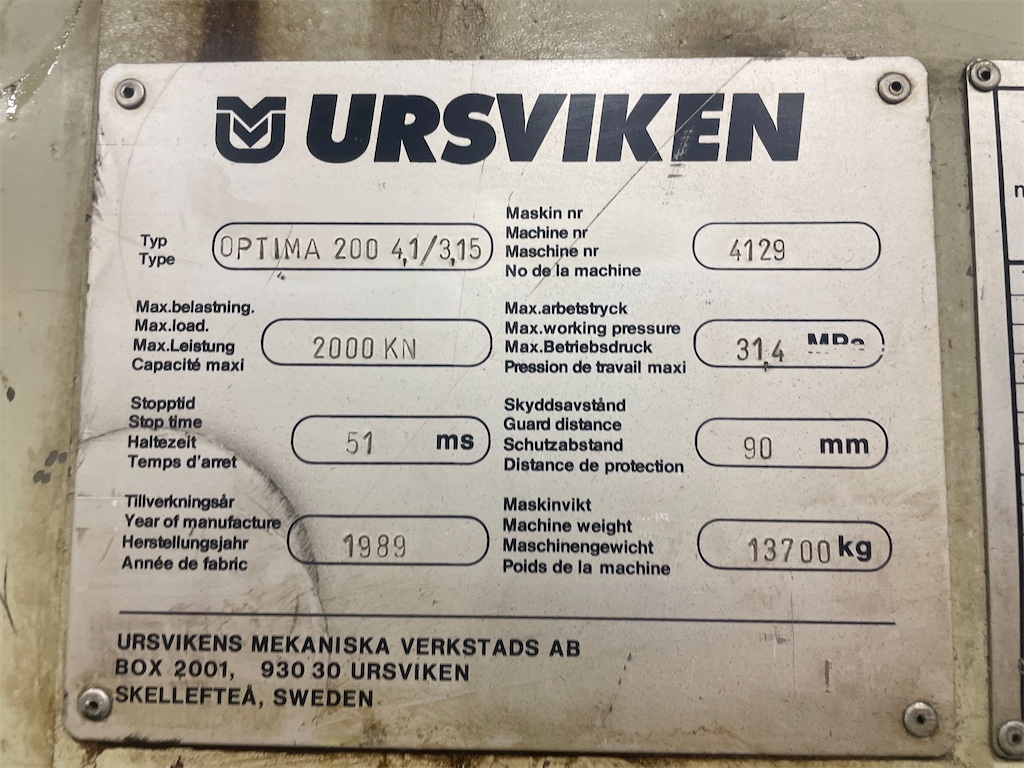 URSVIKEN
Typ
Type
OPTIMA 200 4,1/3,15
Maskin nr
Machine nr
Maschine nr
No de la machine
4129
Max.belastning.
Max.load.
Max.Leistung
Capacité maxi
2000 KN
Max.arbetstryck
Max.working pressure
Max.Betriebsdruck
Pression de travail maxi
31,4 MPa
Stopptid
Stop time
Haltezeit
Temps d'arret
51 ms
Skyddsavstånd
Guard distance
Schutzabstand
Distance de protection
90 mm
Tillverkningsår
Year of manufacture
Herstellungsjahr
Année de fabric
1989
Maskinvikt
Machine weight
Maschinengewicht
Poids de la machine
13700 kg
URSVIKENS MEKANISKA VERKSTADS AB
BOX 2001, 930 30 URSVIKEN
SKELLEFTEÅ, SWEDEN